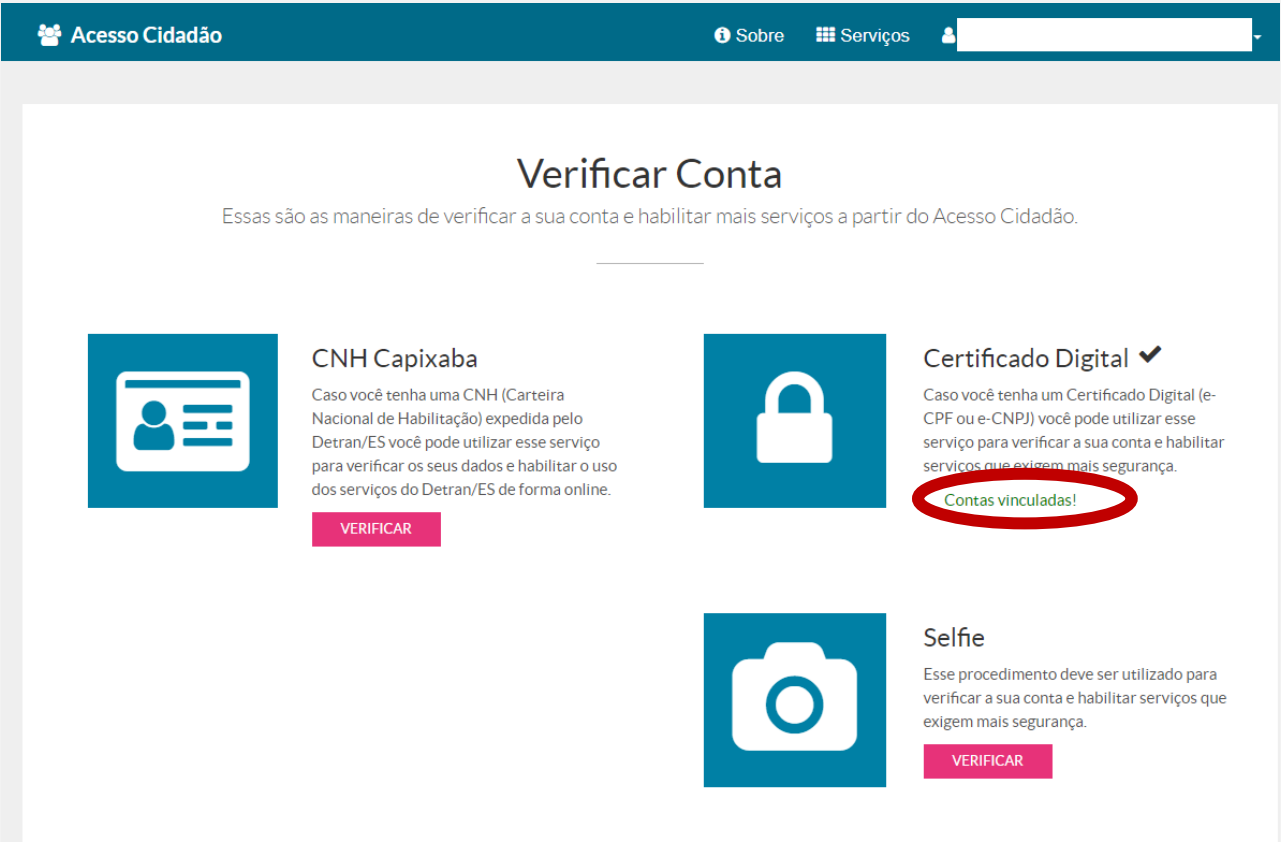 Acesso Cidadão
Sobre
Serviços
Verificar Conta
Essas são as maneiras de verificar a sua conta e habilitar mais serviços a partir do Acesso Cidadão.
CNH Capixaba
Caso você tenha uma CNH (Carteira
Nacional de Habilitação) expedida pelo
Detran/ES você pode utilizar esse serviço
para verificar os seus dados e habilitar o uso
dos serviços do Detran/ES de forma online.
VERIFICAR
Certificado Digital
Caso você tenha um Certificado Digital (e-
CPF ou e-CNPJ) você pode utilizar esse
serviço para verificar a sua conta e habilitar
serviços que exigem mais segurança.
Contas vinculadas!
Selfie
Esse procedimento deve ser utilizado para
verificar a sua conta e habilitar serviços que
exigem mais segurança.
VERIFICAR